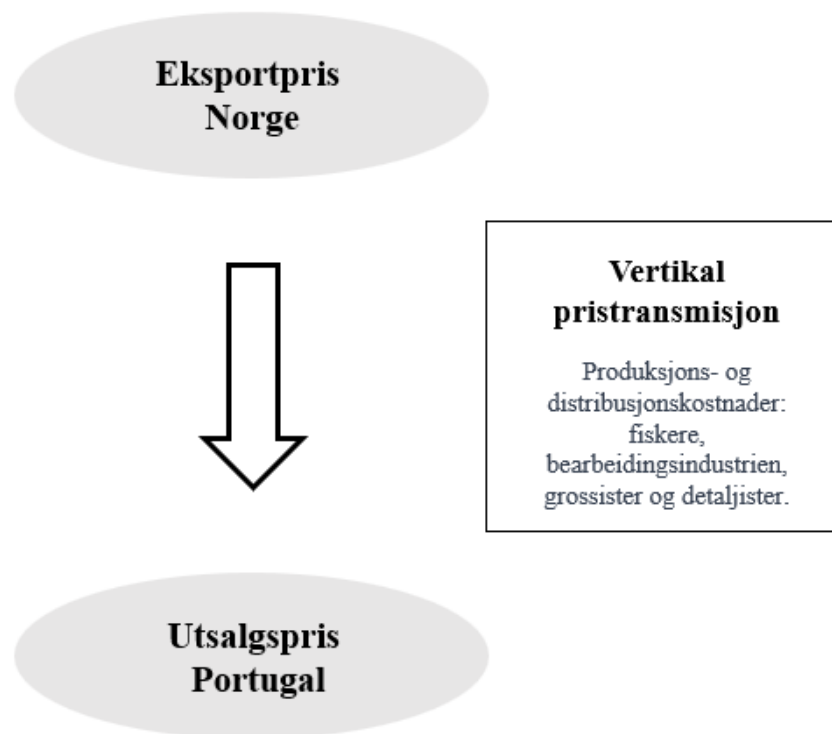 Eksportpris
Norge
Vertikal
pristransmisjon
Produksjons- og
distribusjonskostnader:
fiskere,
bearbeidingsindustrien,
grossister og detaljister.
Utsalgspris
Portugal